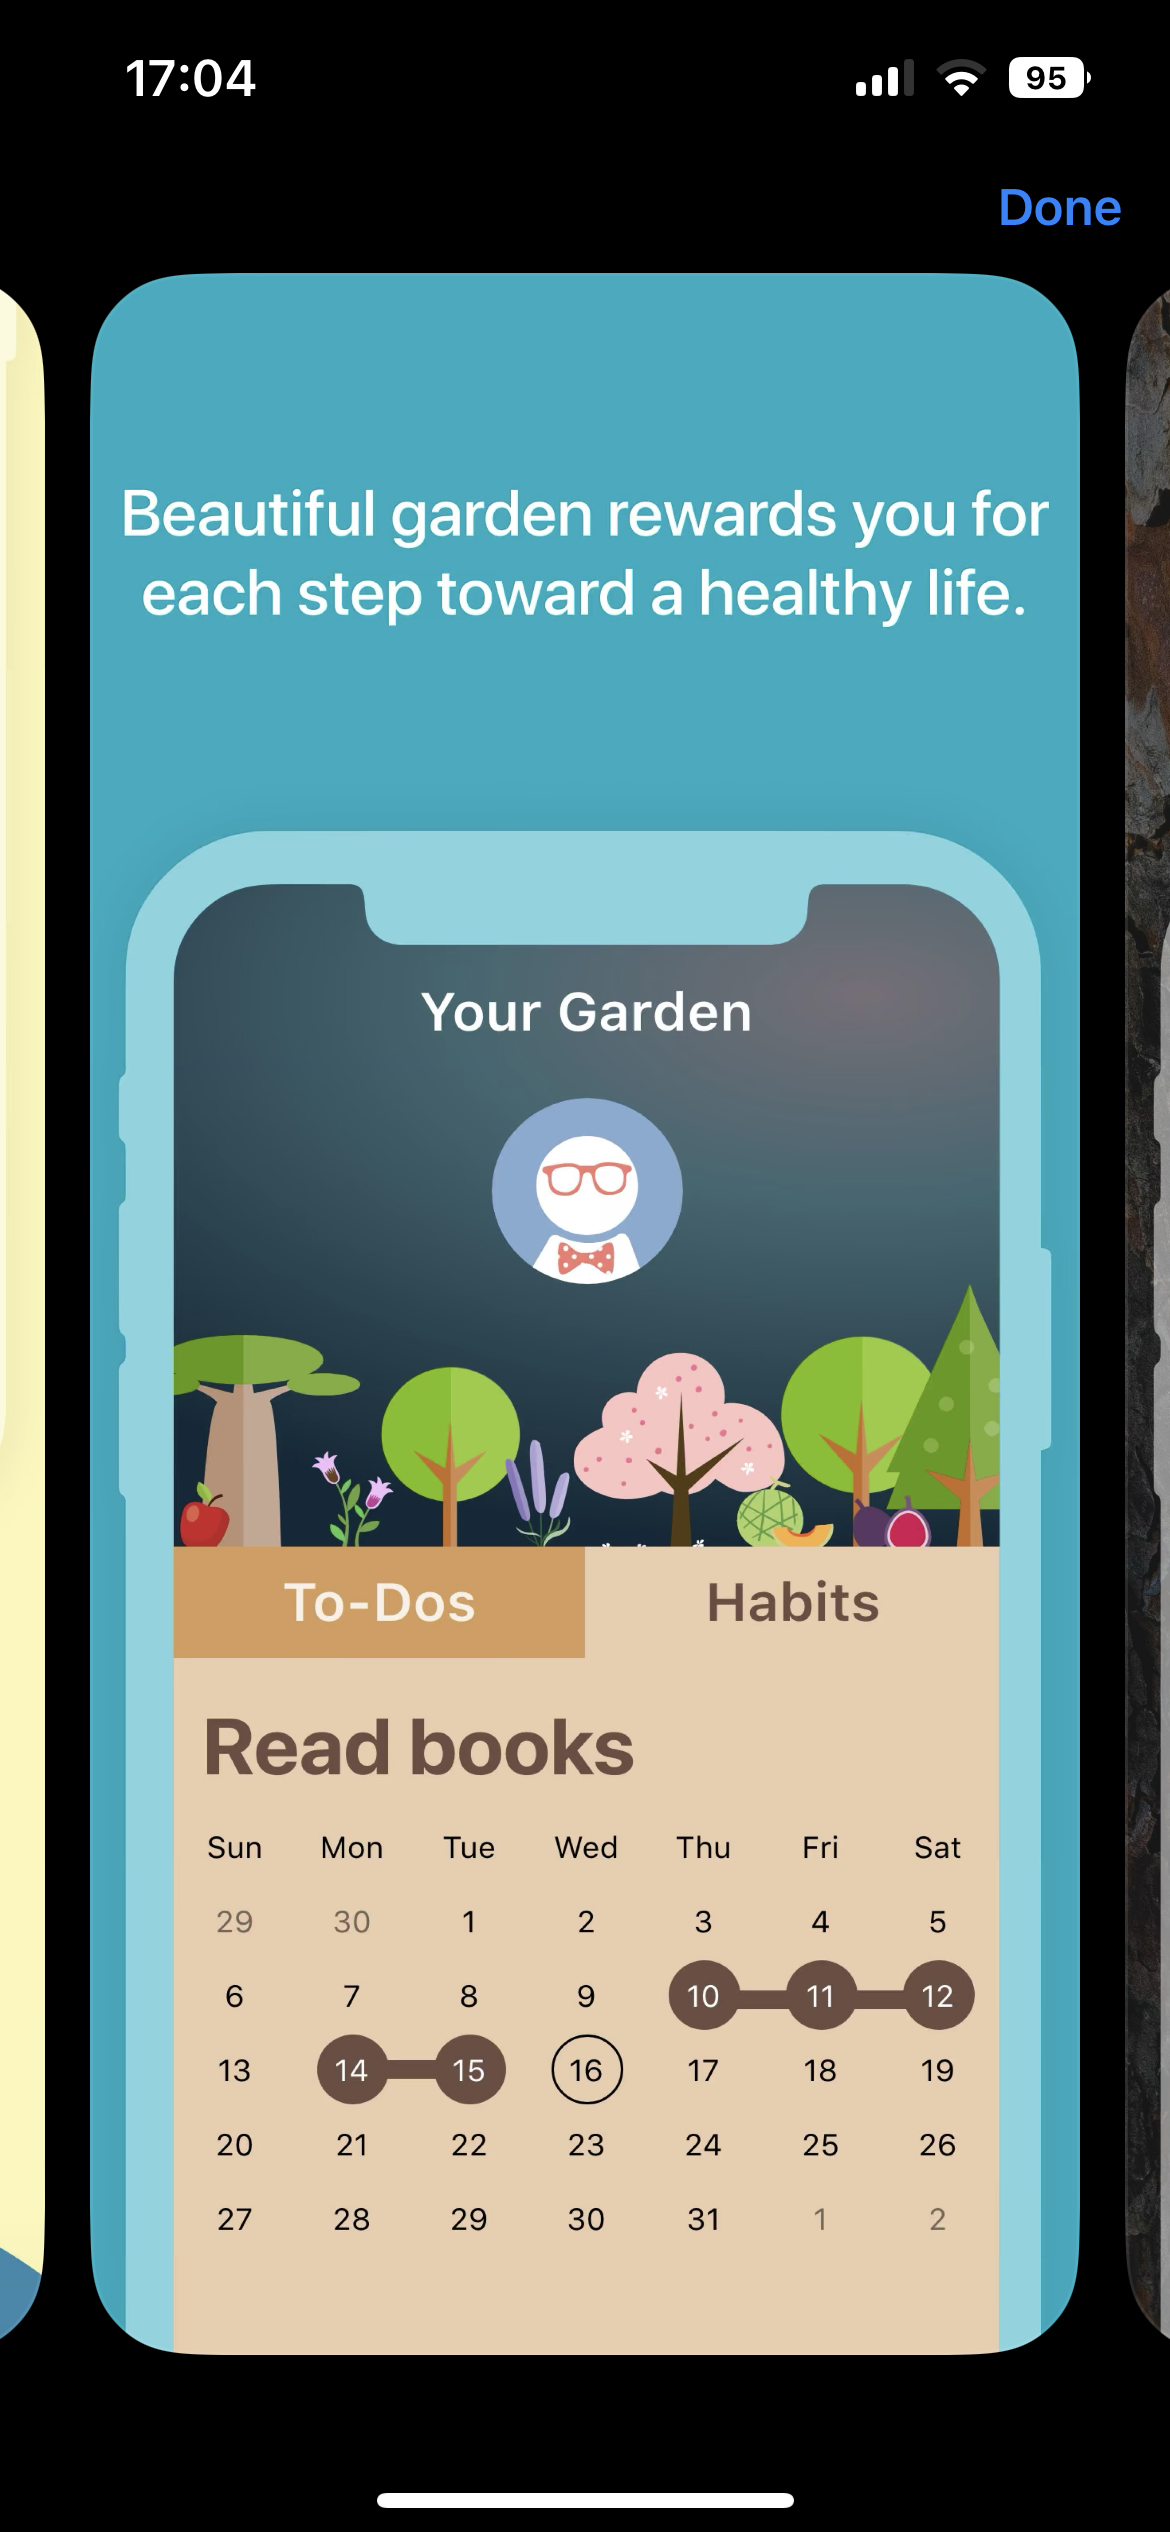 17:04
95
Done
Beautiful garden rewards you for
each step toward a healthy life.
Your Garden
To-Dos Habits
Read books
Sun Mon Tue Wed Thu Fri Sat
29 30 1 2 3 4 5
6 7 8 9 10 11 12
13 14 15 16 17 18 19
20 21 22 23 24 25 26
27 28 29 30 31 1 2